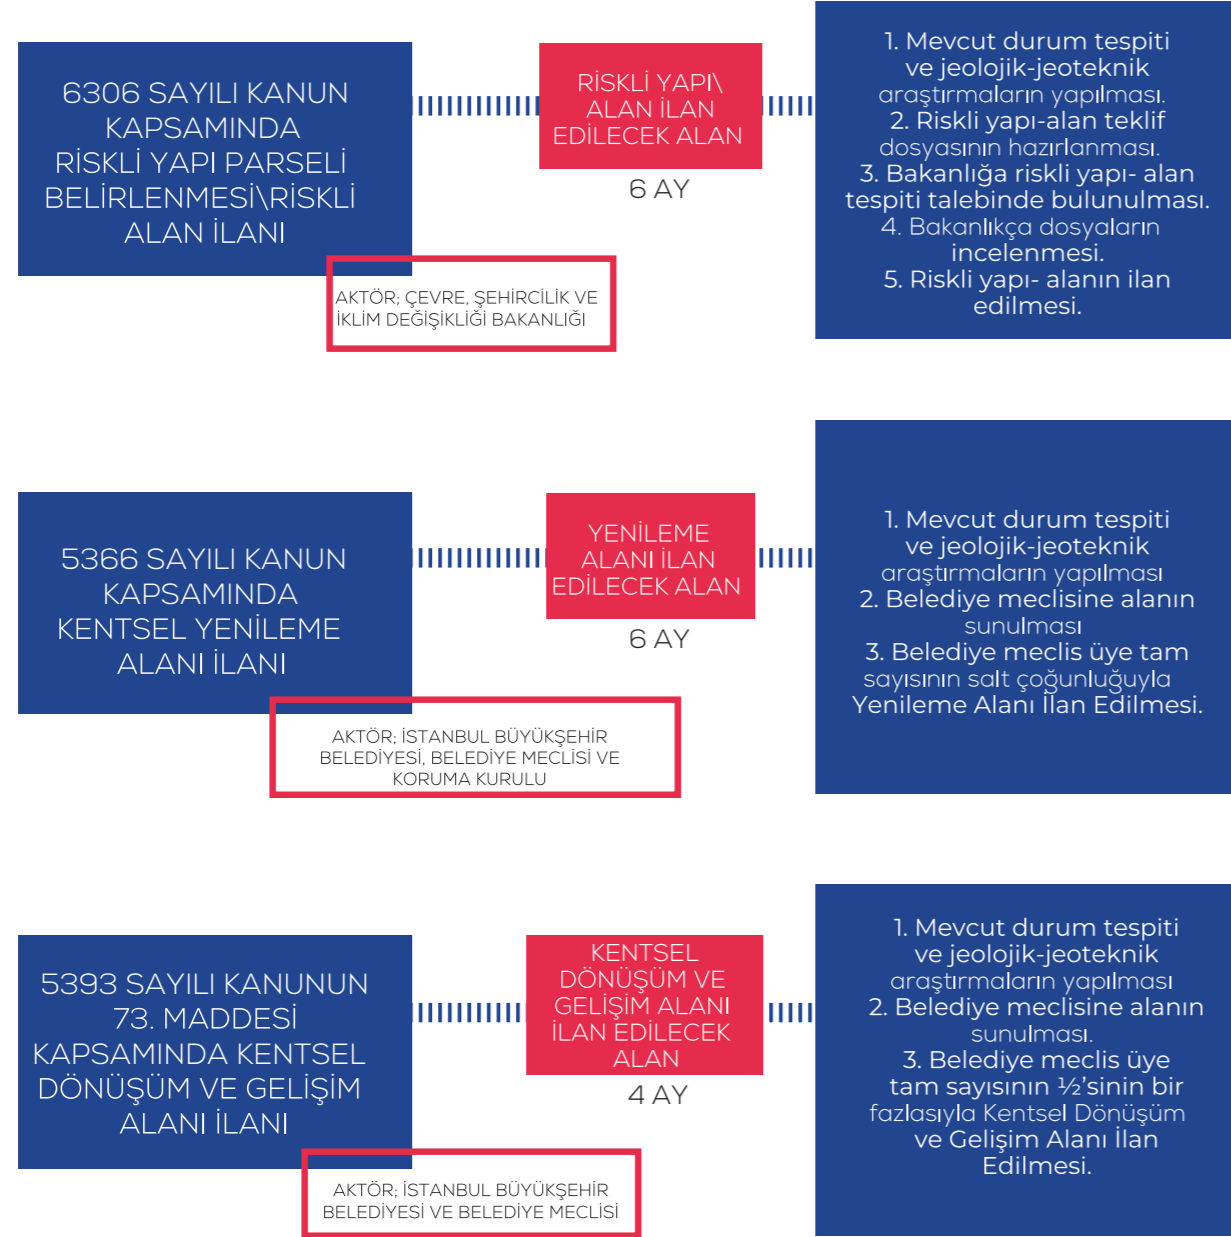 6306 SAYILI KANUN
KAPSAMINDA
RİSKLİ YAPI PARSELİ
BELİRLENMESİ\RİSKLİ
ALAN İLANI
RİSKLİ YAPI\
ALAN İLAN
EDİLECEK ALAN
6 AY
AKTÖR; ÇEVRE, ŞEHİRCİLİK VE
İKLİM DEĞİŞİKLİĞİ BAKANLIĞI
1. Mevcut durum tespiti
ve jeolojik-jeoteknik
araştırmaların yapılması.
2. Riskli yapı-alan teklif
dosyasının hazırlanması.
3. Bakanlığa riskli yapı- alan
tespiti talebinde bulunulması.
4. Bakanlıkça dosyaların
incelenmesi.
5. Riskli yapı- alanın ilan
edilmesi.
5366 SAYILI KANUN
KAPSAMINDA
KENTSEL YENİLEME
ALANI İLANI
YENİLEME
ALANI İLAN
EDİLECEK ALAN
6 AY
AKTÖR; İSTANBUL BÜYÜKŞEHİR
BELEDİYESİ, BELEDİYE MECLİSİ VE
KORUMA KURULU
1. Mevcut durum tespiti
ve jeolojik-jeoteknik
araştırmaların yapılması
2. Belediye meclisine alanın
sunulması
3. Belediye meclis üye tam
sayısının salt çoğunluğuyla
Yenileme Alanı İlan Edilmesi.
5393 SAYILI KANUNUN
73. MADDESİ
KAPSAMINDA KENTSEL
DÖNÜŞÜM VE GELİŞİM
ALANI İLANI
KENTSEL
DÖNÜŞÜM VE
GELİŞİM ALANI
İLAN EDİLECEK
ALAN
4 AY
AKTÖR; İSTANBUL BÜYÜKŞEHİR
BELEDİYESİ VE BELEDİYE MECLİSİ
1. Mevcut durum tespiti
ve jeolojik-jeoteknik
araştırmaların yapılması
2. Belediye meclisine alanın
sunulması.
3. Belediye meclis üye
tam sayısının ½'sinin bir
fazlasıyla Kentsel Dönüşüm
ve Gelişim Alanı İlan
Edilmesi.